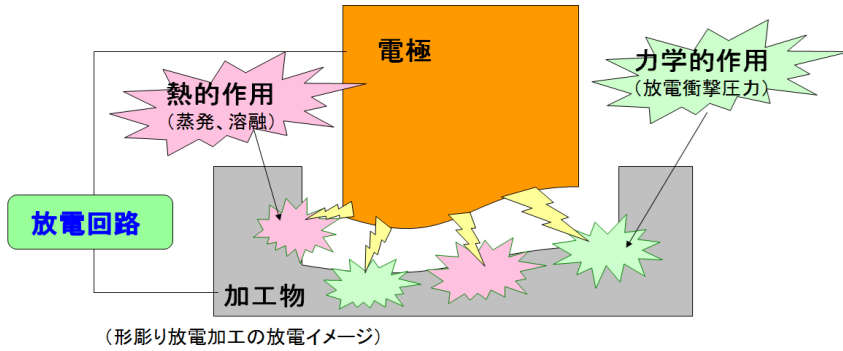 電極
力学的作用
（放電衝撃圧力）
熱的作用
（蒸発、溶融）
放電回路
加工物
（形彫り放電加工の放電イメージ）